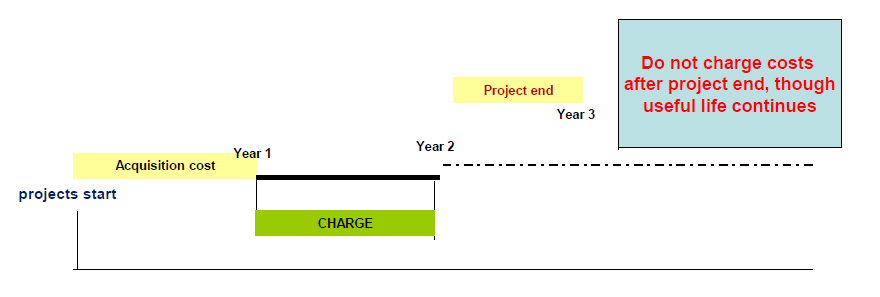 Do not charge costs
after project end, though
useful life continues
Project end
Year 3
Year 2
Year 1
Acquisition cost
projects start
CHARGE